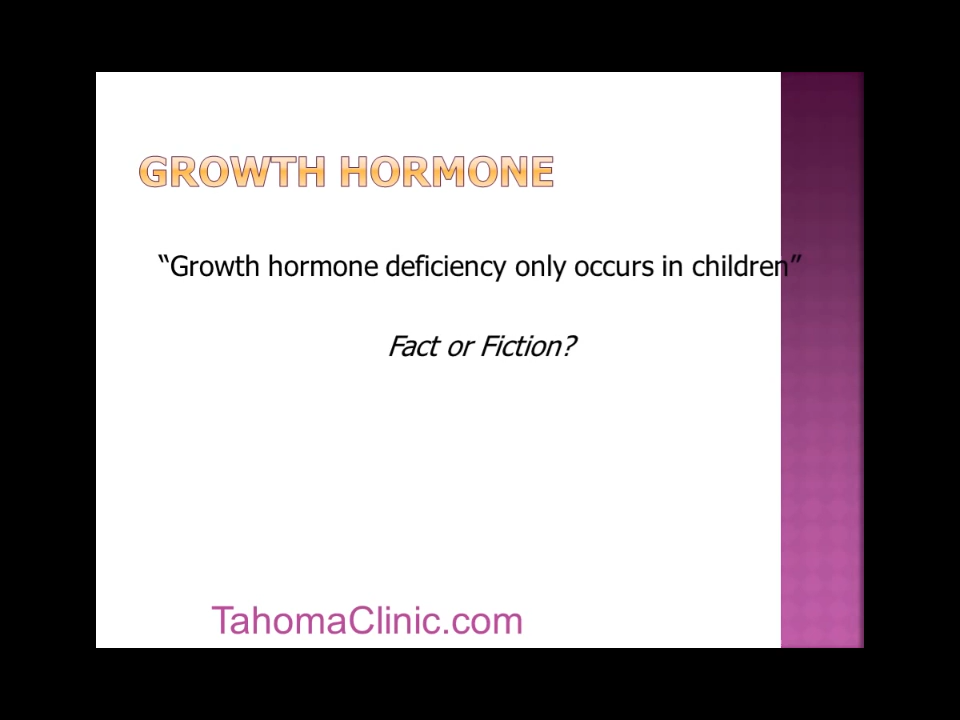 GROWTH HORMONE
“Growth hormone deficiency only occurs in children”
Fact or Fiction?
TahomaClinic.com